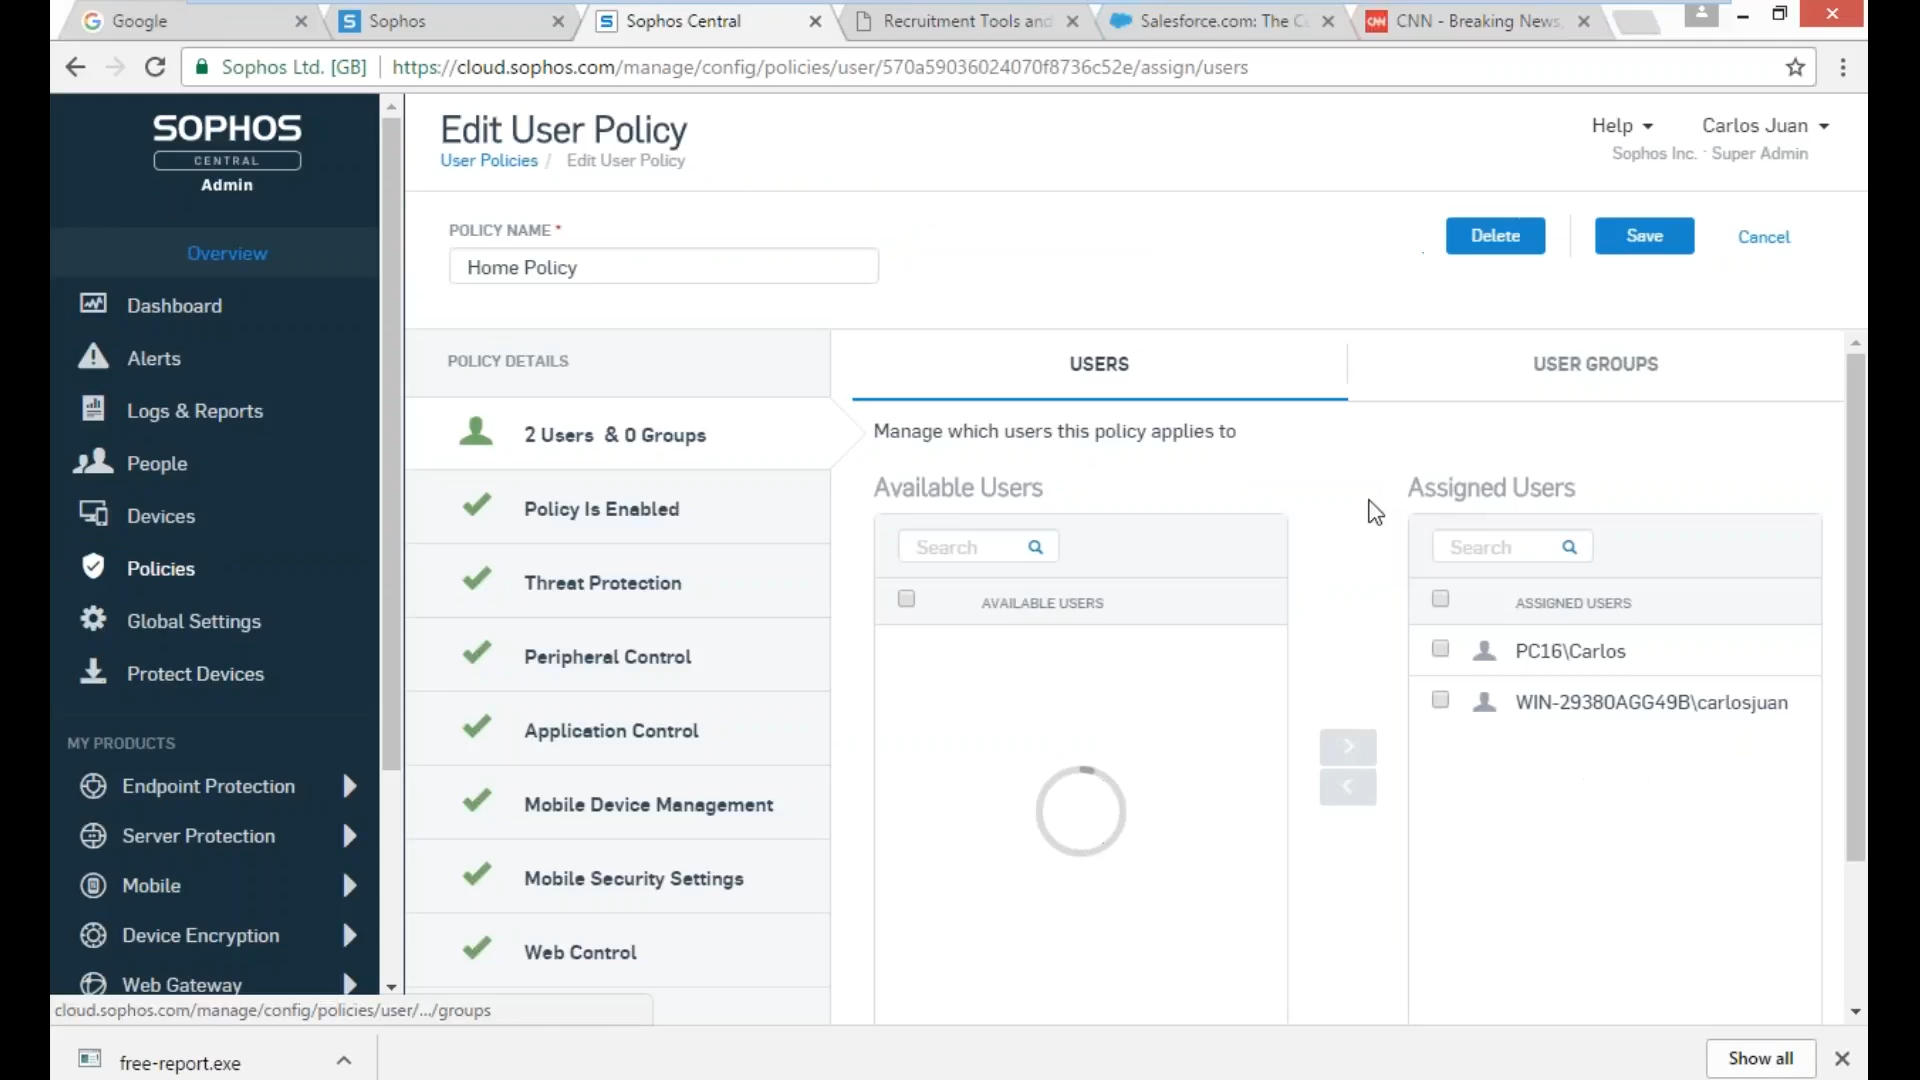 Google
Sophos
Sophos Central
Recruitment Tools and
Salesforce.com: The C
CNN - Breaking News,
Sophos Ltd. [GB]
https://cloud.sophos.com/manage/config/policies/user/570a59036024070f8736c52e/assign/users
SOPHOS
CENTRAL
Admin
Overview
Dashboard
Alerts
Logs & Reports
People
Devices
Policies
Global Settings
Protect Devices
MY PRODUCTS
Endpoint Protection
Server Protection
Mobile
Device Encryption
Web Gateway
Edit User Policy
User Policies / Edit User Policy
Help
Carlos Juan
Sophos Inc. · Super Admin
POLICY NAME *
Home Policy
Delete
Save
Cancel
POLICY DETAILS
2 Users & 0 Groups
Policy Is Enabled
Threat Protection
Peripheral Control
Application Control
Mobile Device Management
Mobile Security Settings
Web Control
USERS
USER GROUPS
Manage which users this policy applies to
Available Users
Search
AVAILABLE USERS
Assigned Users
Search
ASSIGNED USERS
PC16\Carlos
WIN-29380AGG49B\carlosjuan
cloud.sophos.com/manage/config/policies/user/.../groups
free-report.exe
Show all